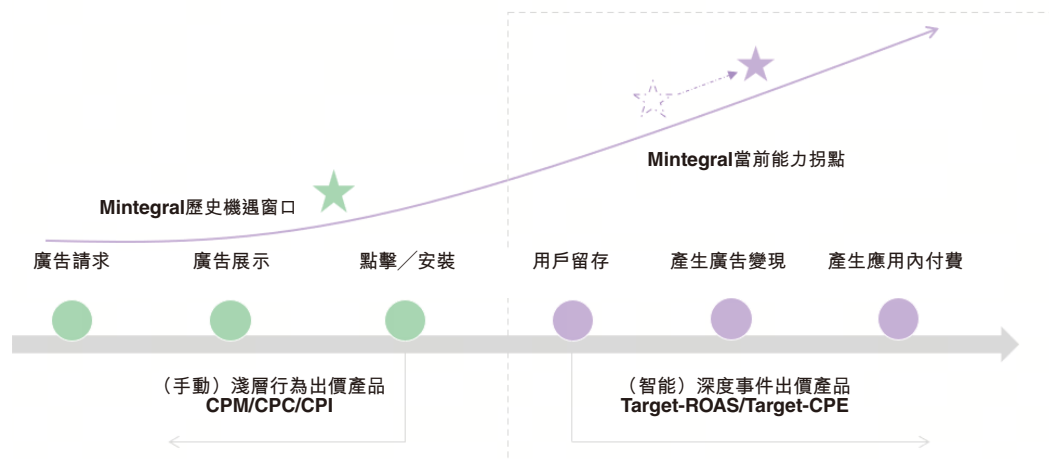 Mintegral當前能力拐點
Mintegral歷史機遇窗口
廣告請求
廣告展示
點擊／安裝
用戶留存
產生廣告變現
產生應用內付費
（手動）淺層行為出價產品
CPM/CPC/CPI
（智能）深度事件出價產品
Target-ROAS/Target-CPE